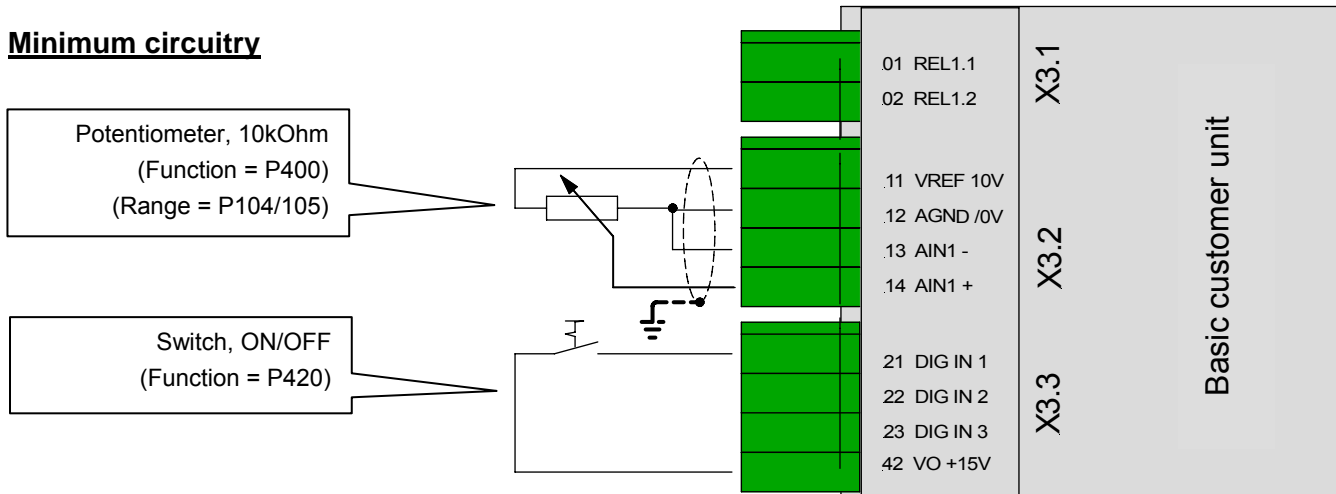 Minimum circuitry
Potentiometer, 10kOhm
(Function = P400)
(Range = P104/105)
Switch, ON/OFF
(Function = P420)
01 REL1.1
02 REL1.2
X3.1
11 VREF 10V
12 AGND /0V
13 AIN1 -
14 AIN1 +
X3.2
21 DIG IN 1
22 DIG IN 2
23 DIG IN 3
42 VO +15V
X3.3
Basic customer unit